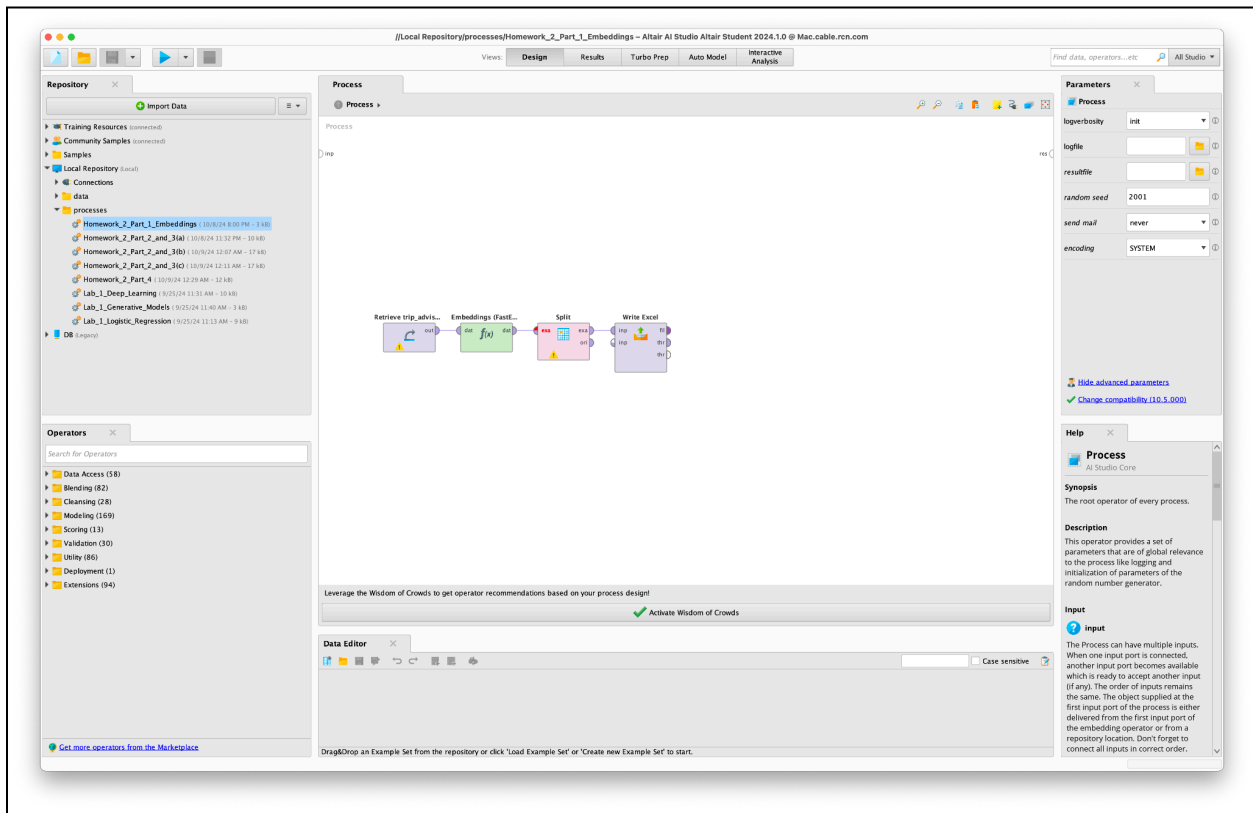 //Local Repository/processes/Homework_2_Part_1_Embeddings – Altair AI Studio Altair Student 2024.1.0 @ Mac.cable.rcn.com
Views: Design Results Turbo Prep Auto Model Interactive Analysis
Find data, operators...etc All Studio
Repository
Import Data
Training Resources (connected)
Community Samples (connected)
Samples
Local Repository (Local)
Connections
data
processes
Homework_2_Part_1_Embeddings (10/8/24 8:00 PM – 3 kB)
Homework_2_Part_2_and_3(a) (10/8/24 11:32 PM – 10 kB)
Homework_2_Part_2_and_3(b) (10/9/24 12:07 AM – 17 kB)
Homework_2_Part_2_and_3(c) (10/9/24 12:11 AM – 17 kB)
Homework_2_Part_4 (10/9/24 12:29 AM – 12 kB)
Lab_1_Deep_Learning (9/25/24 11:31 AM – 10 kB)
Lab_1_Generative_Models (9/25/24 11:40 AM – 3 kB)
Lab_1_Logistic_Regression (9/25/24 11:13 AM – 9 kB)
DB (Legacy)
Operators
Search for Operators
Data Access (58)
Blending (82)
Cleansing (28)
Modeling (169)
Scoring (13)
Validation (30)
Utility (86)
Deployment (1)
Extensions (94)
Get more operators from the Marketplace
Process
Process
Process
inp
res
Retrieve trip_advis...
out
Embeddings (FastE...
dat f(x) dat
Split
exa exa
ori
Write Excel
inp fil
inp thr
thr
Leverage the Wisdom of Crowds to get operator recommendations based on your process design!
Activate Wisdom of Crowds
Data Editor
Case sensitive
Drag&Drop an Example Set from the repository or click 'Load Example Set' or 'Create new Example Set' to start.
Parameters
Process
logverbosity init
logfile
resultfile
random seed 2001
send mail never
encoding SYSTEM
Hide advanced parameters
Change compatibility (10.5.000)
Help
Process
AI Studio Core
Synopsis
The root operator of every process.
Description
This operator provides a set of
parameters that are of global relevance
to the process like logging and
initialization of parameters of the
random number generator.
Input
input
The Process can have multiple inputs.
When one input port is connected,
another input port becomes available
which is ready to accept another input
(if any). The order of inputs remains
the same. The object supplied at the
first input port of the process is either
delivered from the first input port of
the embedding operator or from a
repository location. Don't forget to
connect all inputs in correct order.